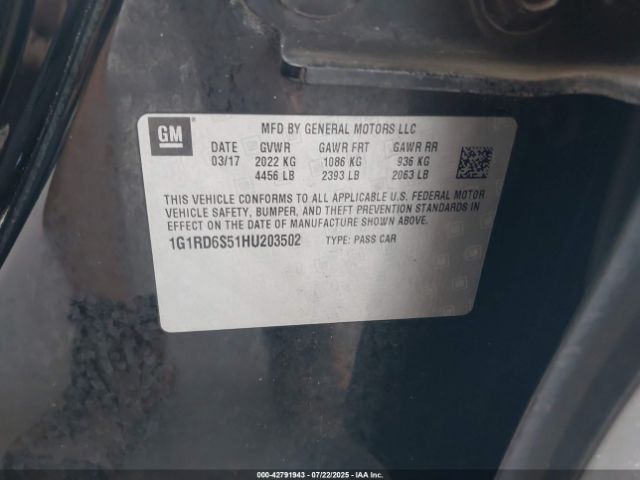 GM
MFD BY GENERAL MOTORS LLC
DATE GVWR GAWR FRT GAWR RR
03/17 2022 KG 1086 KG 936 KG
4456 LB 2393 LB 2063 LB
THIS VEHICLE CONFORMS TO ALL APPLICABLE U.S. FEDERAL MOTOR
VEHICLE SAFETY, BUMPER, AND THEFT PREVENTION STANDARDS IN
EFFECT ON THE DATE OF MANUFACTURE SHOWN ABOVE.
1G1RD6S51HU203502 TYPE: PASS CAR
000-42791943 07/22/2025 iaai.com